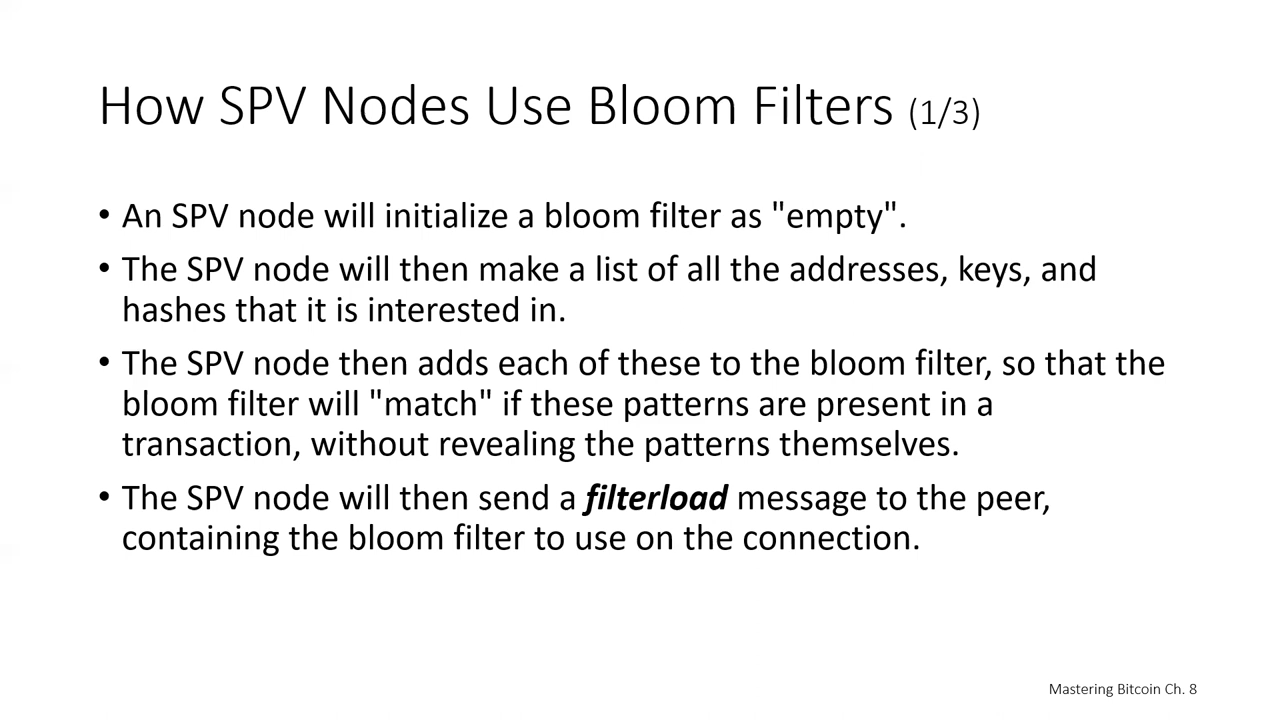 How SPV Nodes Use Bloom Filters (1/3)
• An SPV node will initialize a bloom filter as "empty".
• The SPV node will then make a list of all the addresses, keys, and
hashes that it is interested in.
• The SPV node then adds each of these to the bloom filter, so that the
bloom filter will "match" if these patterns are present in a
transaction, without revealing the patterns themselves.
• The SPV node will then send a filterload message to the peer,
containing the bloom filter to use on the connection.
Mastering Bitcoin Ch. 8